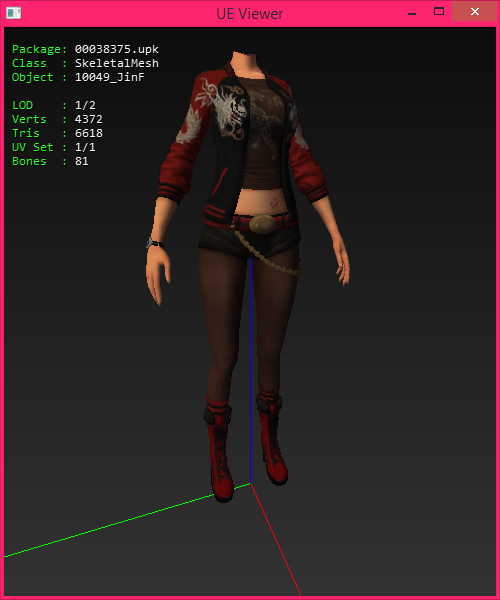 UE Viewer
Package: 00038375.upk
Class  : SkeletalMesh
Object : 10049_JinF
LOD    : 1/2
Verts  : 4372
Tris   : 6618
UV Set : 1/1
Bones  : 81